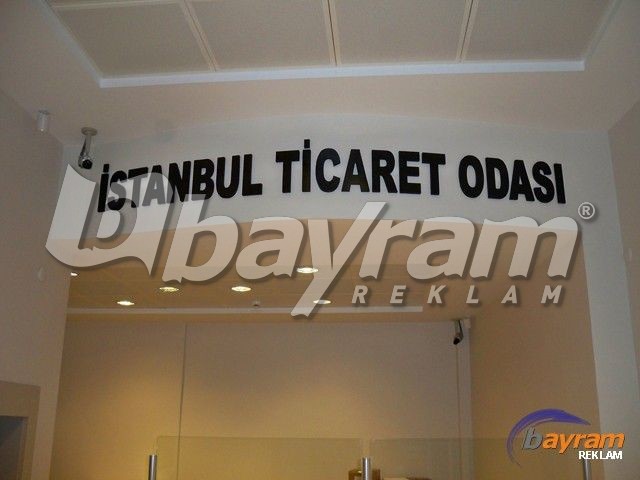 İSTANBUL TİCARET ODASI
bayram®
REKLAM
bayram
REKLAM